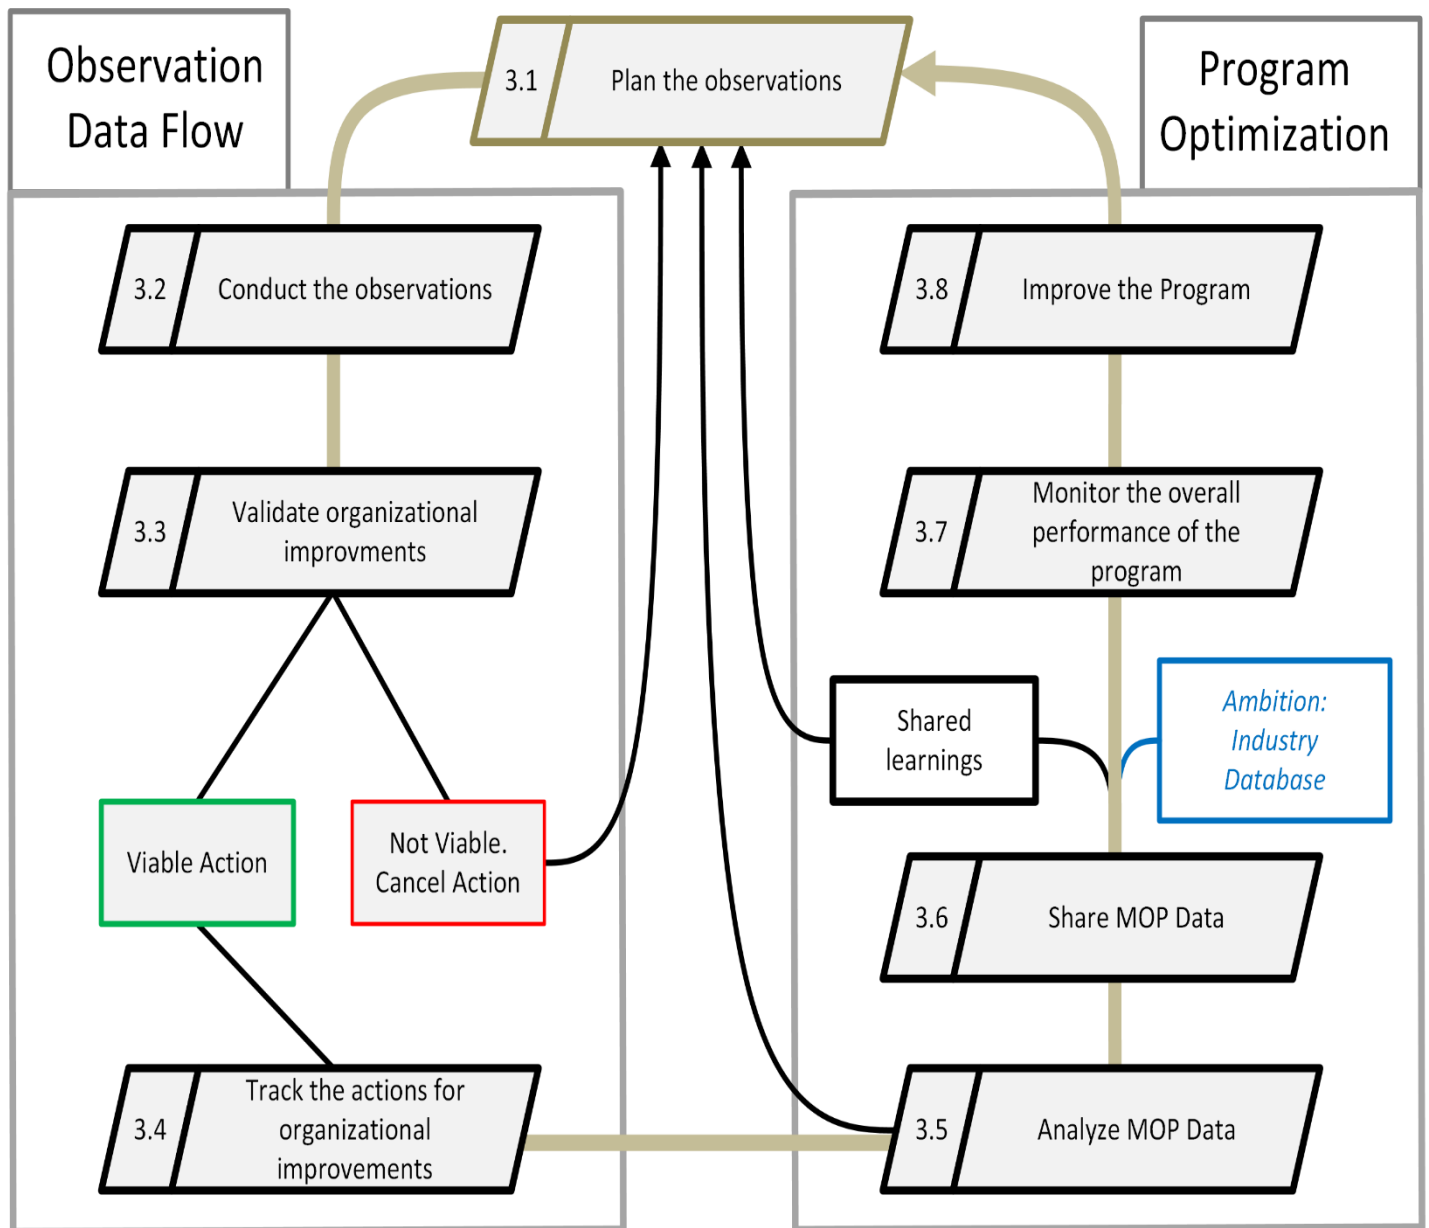 Observation
Data Flow
3.1
Plan the observations
Program
Optimization
3.2
Conduct the observations
3.3
Validate organizational
improvments
Viable Action
Not Viable.
Cancel Action
3.4
Track the actions for
organizational
improvements
3.8
Improve the Program
3.7
Monitor the overall
performance of the
program
Shared
learnings
Ambition:
Industry
Database
3.6
Share MOP Data
3.5
Analyze MOP Data